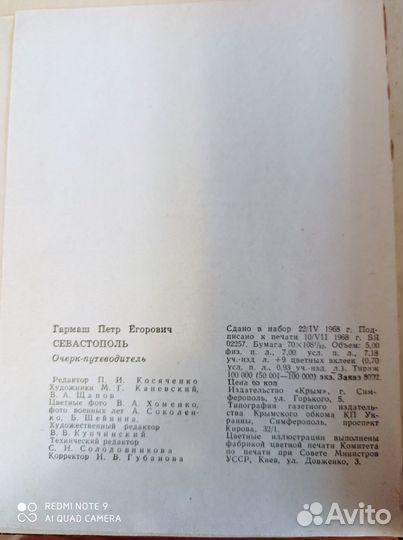 Гармаш Петр Егорович
СЕВАСТОПОЛЬ
Очерк-путеводитель
Редактор П. И. Косяченко
Художники М. Г. Каневский,
В. А. Щапов
Цветные фото В. А. Хоменко,
фото военных лет А. Соколен-
ко, Б. Шейнина
Художественный редактор
В. В. Купчинский
Технический редактор
С. Н. Солодовникова
Корректор Н. В. Губанова
Сдано в набор 22/IV 1968 г. Под-
писано к печати 10/VII 1968 г. БЯ
02257. Бумага 70×108¹/₃₂. Объем: 5,00
физ. п. л., 7,00 усл. п. л., 7,18
уч.-изд л. +9 цветных вклеек (0,70
усл. п. л., 0,93 уч.-изд. л.). Тираж
100 000 (50 001—100 000) экз. Заказ
Цена 60 коп
Издательство «Крым», г. Сим-
ферополь, ул. Горького, 5.
Типография газетного издатель-
ства Крымского обкома КП Ук-
раины, Симферополь, проспект
Кирова, 32/1.
Цветные иллюстрации выполнены
фабрикой цветной печати Комитета
по печати при Совете Министров
УССР, Киев, ул. Довженко, 3.
REDMI NOTE 9
AI QUAD CAMERA
Avito